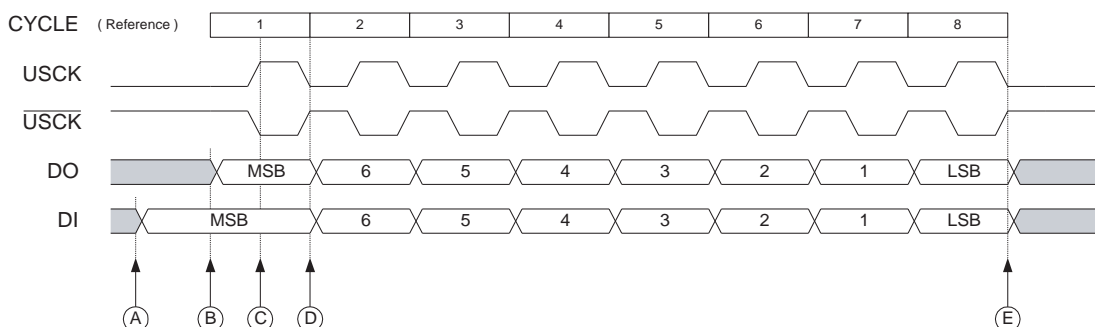 CYCLE ( Reference ) 1 2 3 4 5 6 7 8
USCK
USCK
DO MSB 6 5 4 3 2 1 LSB
DI MSB 6 5 4 3 2 1 LSB
A B C D E